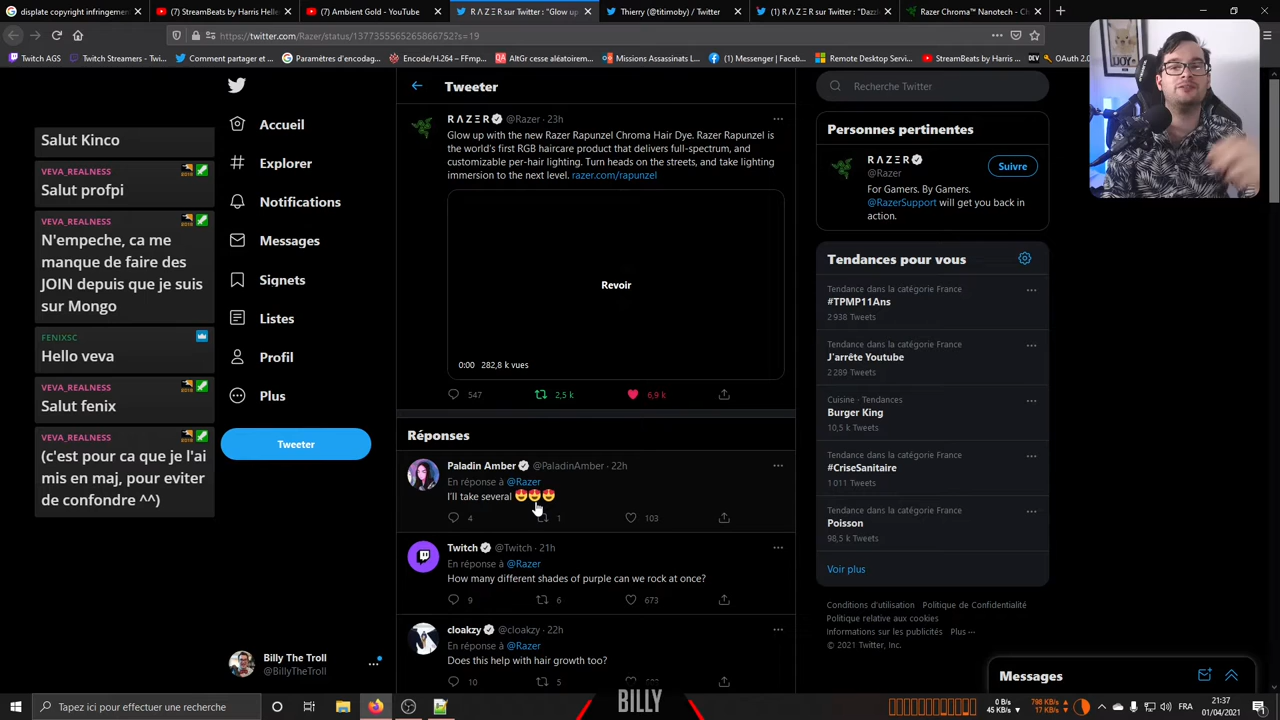 displate copyright infringemen
(7) StreamBeats by Harris Helle
(7) Ambient Gold - YouTube
R Λ Z Ξ R sur Twitter : "Glow up
Thierry (@titimoby) / Twitter
(1) R Λ Z Ξ R sur Twitter : "Dazzle
Razer Chroma™ Nanotech - Ch
https://twitter.com/Razer/status/1377355565265866752?s=19
Twitch AGS
Twitch Streamers - Twi...
Comment partager et ...
Paramètres d'encodag...
Encode/H.264 – FFmp...
AltGr cesse aléatoirem...
Missions Assassinats l...
(1) Messenger | Faceb...
Remote Desktop Servi...
StreamBeats by Harris ...
OAuth 2.0
Salut Kinco
VEVA_REALNESS
Salut profpi
VEVA_REALNESS
N'empeche, ca me
manque de faire des
JOIN depuis que je suis
sur Mongo
FENIXSC
Hello veva
VEVA_REALNESS
Salut fenix
VEVA_REALNESS
(c'est pour ca que je l'ai
mis en maj, pour eviter
de confondre ^^)
Accueil
Explorer
Notifications
Messages
Signets
Listes
Profil
Plus
Tweeter
Billy The Troll
@BillyTheTroll
Tweeter
R Λ Z Ξ R @Razer · 23h
Glow up with the new Razer Rapunzel Chroma Hair Dye. Razer Rapunzel is
the world's first RGB haircare product that delivers full-spectrum, and
customizable per-hair lighting. Turn heads on the streets, and take lighting
immersion to the next level. razer.com/rapunzel
Revoir
0:00 282,8 k vues
547 2,5 k 6,9 k
Réponses
Paladin Amber @PaladinAmber · 22h
En réponse à @Razer
I'll take several 😍😍😍
4 1 103
Twitch @Twitch · 21h
En réponse à @Razer
How many different shades of purple can we rock at once?
9 6 673
cloakzy @cloakzy · 22h
En réponse à @Razer
Does this help with hair growth too?
10 5
Recherche Twitter
Personnes pertinentes
R Λ Z Ξ R
@Razer
Suivre
For Gamers. By Gamers.
@RazerSupport will get you back in
action.
Tendances pour vous
Tendance dans la catégorie France
#TPMP11Ans
2 938 Tweets
Tendance dans la catégorie France
J'arrête Youtube
2 289 Tweets
Cuisine · Tendances
Burger King
10,5 k Tweets
Tendance dans la catégorie France
#CriseSanitaire
1 011 Tweets
Tendance dans la catégorie France
Poisson
98,5 k Tweets
Voir plus
Conditions d'utilisation Politique de Confidentialité
Politique relative aux cookies
Informations sur les publicités Plus ···
© 2021 Twitter, Inc.
Messages
Tapez ici pour effectuer une recherche
BILLY
0 B/s
45 KB/s
798 KB/s
17 KB/s
FRA
21:37
01/04/2021